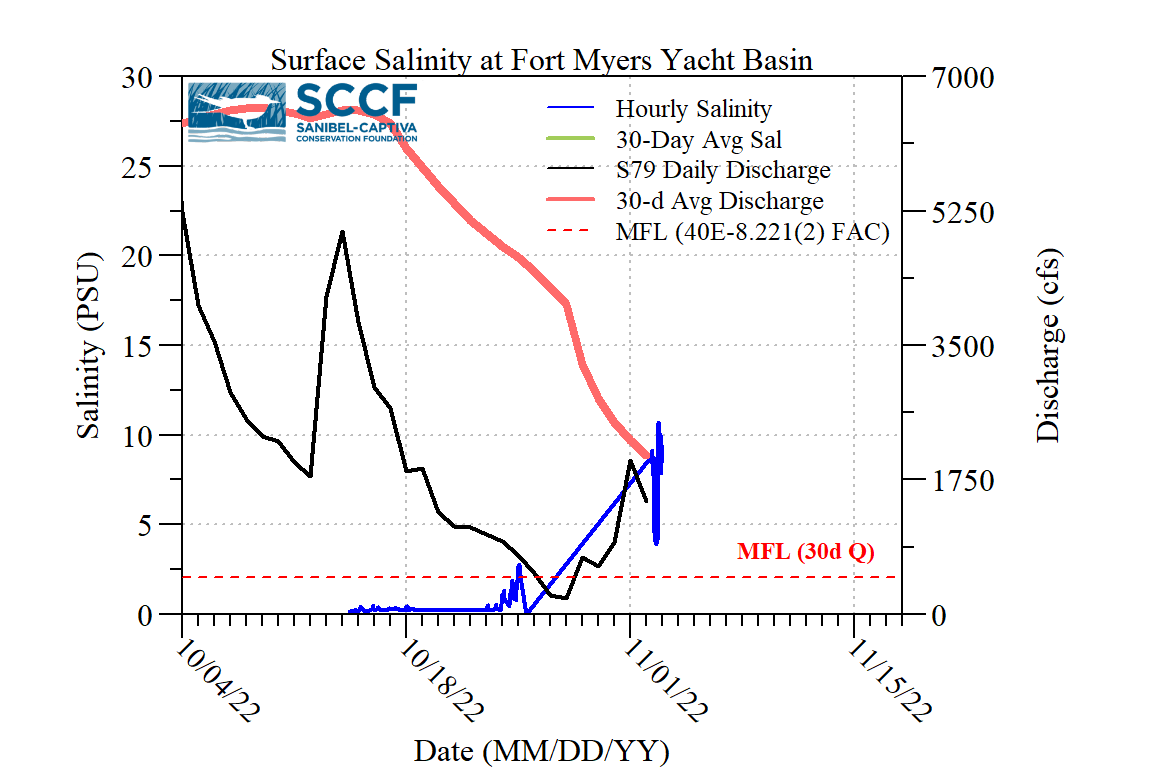 Surface Salinity at Fort Myers Yacht Basin
SCCF
SANIBEL-CAPTIVA
CONSERVATION FOUNDATION
Hourly Salinity
30-Day Avg Sal
S79 Daily Discharge
30-d Avg Discharge
MFL (40E-8.221(2) FAC)
30
25
20
15
10
5
0
Salinity (PSU)
7000
5250
3500
1750
0
Discharge (cfs)
MFL (30d Q)
10/04/22
10/18/22
11/01/22
11/15/22
Date (MM/DD/YY)